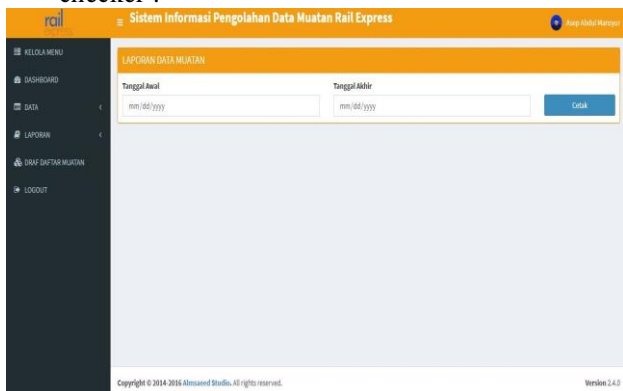 checker :
rail
Sistem Informasi Pengolahan Data Muatan Rail Express
Asep Abdul Mansyur
KELOLA MENU
DASHBOARD
DATA
LAPORAN
DRAF DAFTAR MUATAN
LOGOUT
LAPORAN DATA MUATAN
Tanggal Awal
Tanggal Akhir
mm/dd/yyyy
mm/dd/yyyy
Cetak
Copyright © 2014-2016 Almsaeed Studio. All rights reserved.
Version 2.4.0